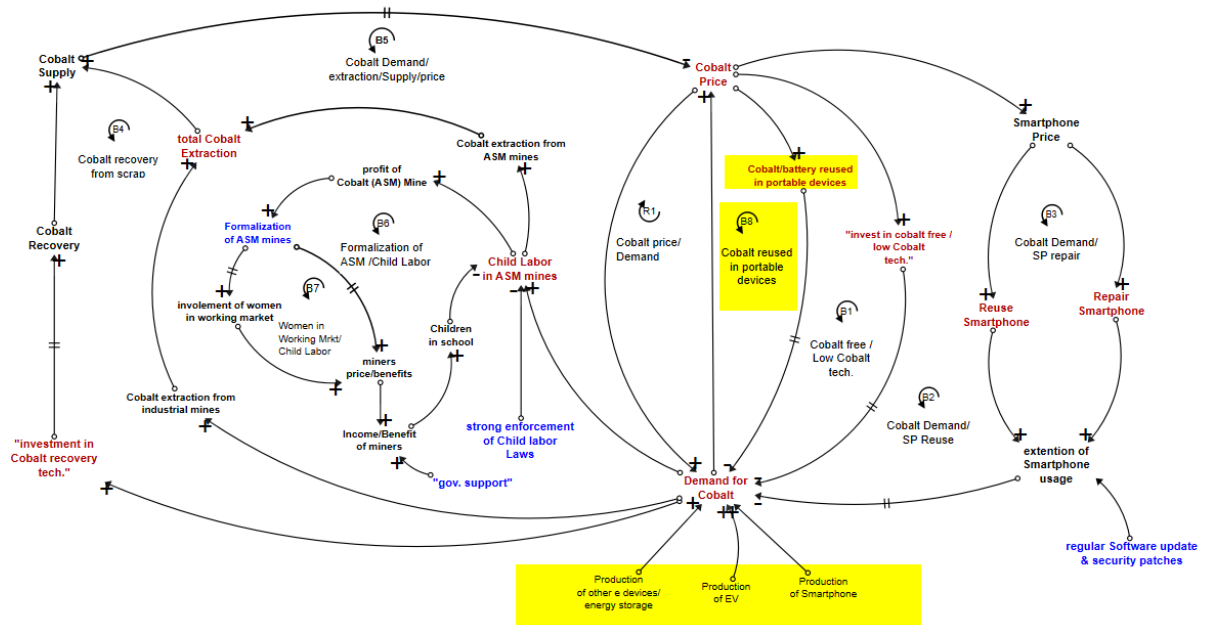 B5
Cobalt Demand/
extraction/Supply/price
Cobalt
Supply
Cobalt
Price
B4
Cobalt recovery
from scrap
total Cobalt
Extraction
Cobalt extraction from
ASM mines
Smartphone
Price
profit of
Cobalt (ASM) Mine
Cobalt/battery reused
in portable devices
Formalization
of ASM mines
B6
Formalization of
ASM /Child Labor
R1
Cobalt price/
Demand
B8
Cobalt reused
in portable
devices
"invest in cobalt free /
low Cobalt
tech."
B3
Cobalt Demand/
SP repair
Cobalt
Recovery
Child Labor
in ASM mines
B7
Women in
Working Mrkt/
Child Labor
involement of women
in working market
Children
in school
B1
Cobalt free /
Low Cobalt
tech.
Reuse
Smartphone
Repair
Smartphone
miners
price/benefits
B2
Cobalt Demand/
SP Reuse
Cobalt extraction from
industrial mines
Income/Benefit
of miners
strong enforcement
of Child labor
Laws
"investment in
Cobalt recovery
tech."
"gov. support"
Demand for
Cobalt
extention of
Smartphone
usage
regular Software update
& security patches
Production
of other e devices/
energy storage
Production
of EV
Production
of Smartphone